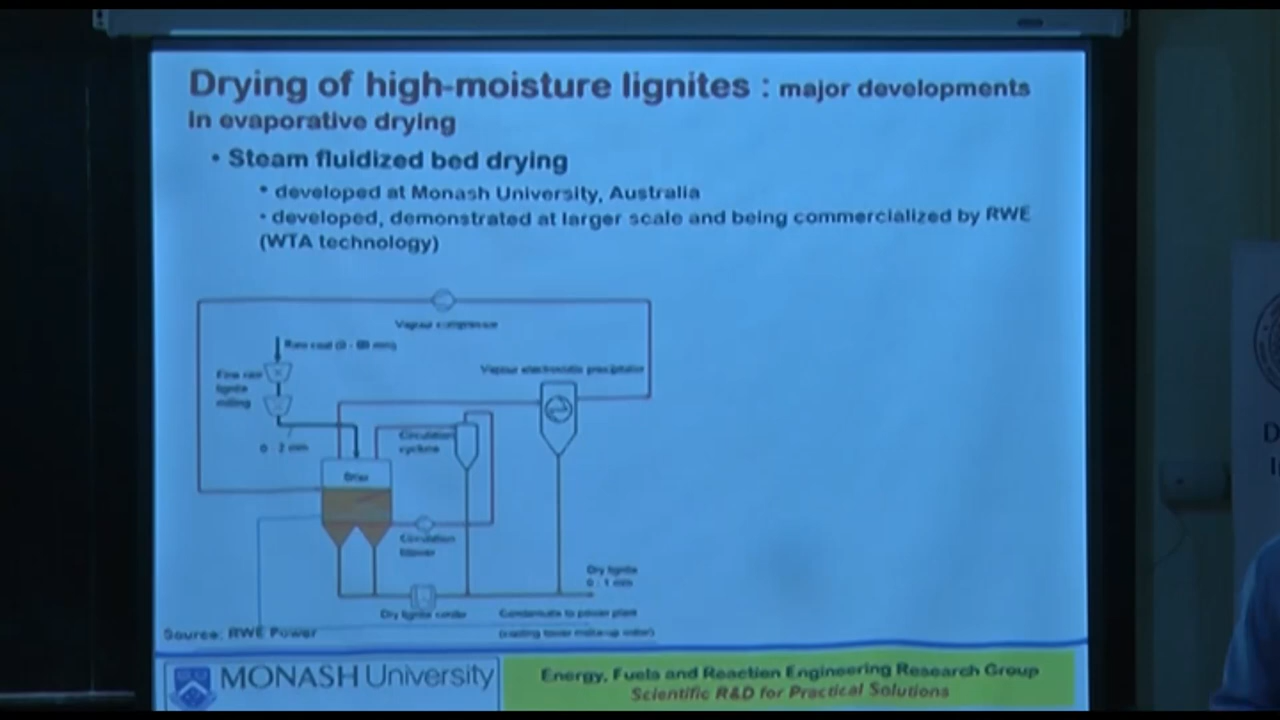 Drying of high-moisture lignites : major developments
in evaporative drying
• Steam fluidized bed drying
• developed at Monash University, Australia
• developed, demonstrated at larger scale and being commercialized by RWE
(WTA technology)
Vapour compressor
Raw coal (0 - 80 mm)
Vapour electrostatic precipitator
Fine raw
lignite
milling
Circulation
cyclone
0 - 2 mm
Drier
Circulation
blower
Dry lignite
0 - 1 mm
Dry lignite cooler
Condensate to power plant
(cooling tower make-up water)
Source: RWE Power
MONASH University
Energy, Fuels and Reaction Engineering Research Group
Scientific R&D for Practical Solutions